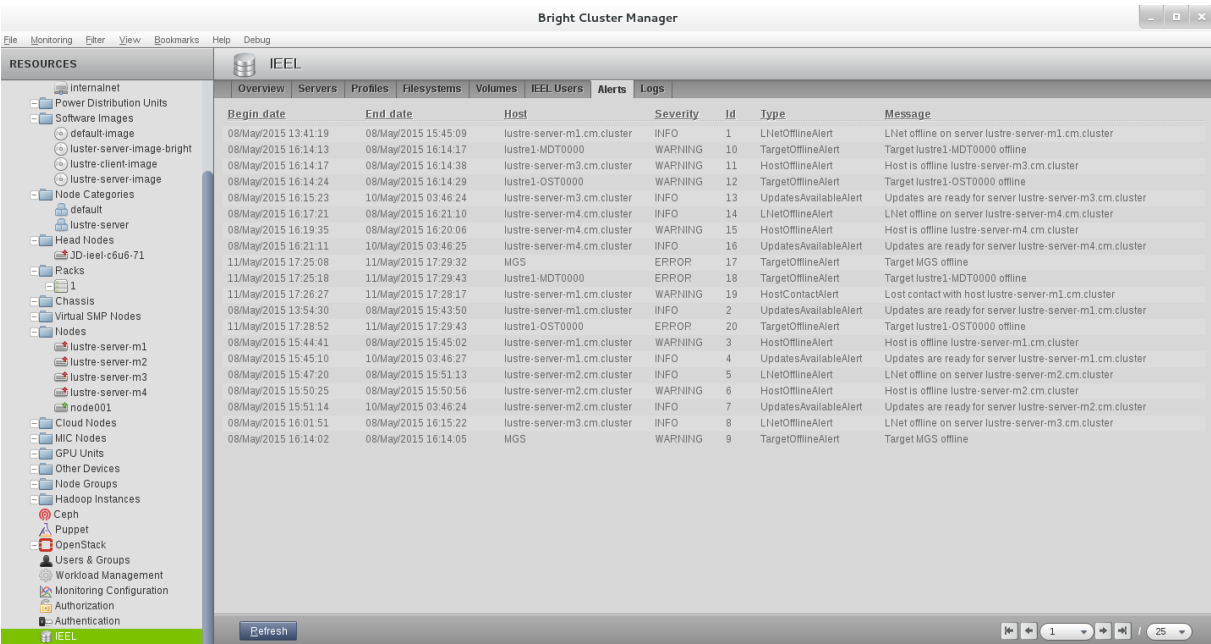 Bright Cluster Manager
File Monitoring Filter View Bookmarks Help Debug
RESOURCES
internalnet
Power Distribution Units
Software Images
default-image
luster-server-image-bright
lustre-client-image
lustre-server-image
Node Categories
default
lustre-server
Head Nodes
JD-ieel-c6u6-71
Racks
1
Chassis
Virtual SMP Nodes
Nodes
lustre-server-m1
lustre-server-m2
lustre-server-m3
lustre-server-m4
node001
Cloud Nodes
MIC Nodes
GPU Units
Other Devices
Node Groups
Hadoop Instances
Ceph
Puppet
OpenStack
Users & Groups
Workload Management
Monitoring Configuration
Authorization
Authentication
IEEL
IEEL
Overview Servers Profiles Filesystems Volumes IEEL Users Alerts Logs
Begin date End date Host Severity Id Type Message
08/May/2015 13:41:19 08/May/2015 15:45:09 lustre-server-m1.cm.cluster INFO 1 LNetOfflineAlert LNet offline on server lustre-server-m1.cm.cluster
08/May/2015 16:14:13 08/May/2015 16:14:17 lustre1-MDT0000 WARNING 10 TargetOfflineAlert Target lustre1-MDT0000 offline
08/May/2015 16:14:17 08/May/2015 16:14:38 lustre-server-m3.cm.cluster WARNING 11 HostOfflineAlert Host is offline lustre-server-m3.cm.cluster
08/May/2015 16:14:24 08/May/2015 16:14:29 lustre1-OST0000 WARNING 12 TargetOfflineAlert Target lustre1-OST0000 offline
08/May/2015 16:15:23 10/May/2015 03:46:24 lustre-server-m3.cm.cluster INFO 13 UpdatesAvailableAlert Updates are ready for server lustre-server-m3.cm.cluster
08/May/2015 16:17:21 08/May/2015 16:21:10 lustre-server-m4.cm.cluster INFO 14 LNetOfflineAlert LNet offline on server lustre-server-m4.cm.cluster
08/May/2015 16:19:35 08/May/2015 16:20:06 lustre-server-m4.cm.cluster WARNING 15 HostOfflineAlert Host is offline lustre-server-m4.cm.cluster
08/May/2015 16:21:11 10/May/2015 03:46:25 lustre-server-m4.cm.cluster INFO 16 UpdatesAvailableAlert Updates are ready for server lustre-server-m4.cm.cluster
11/May/2015 17:25:08 11/May/2015 17:29:32 MGS ERROR 17 TargetOfflineAlert Target MGS offline
11/May/2015 17:25:18 11/May/2015 17:29:43 lustre1-MDT0000 ERROR 18 TargetOfflineAlert Target lustre1-MDT0000 offline
11/May/2015 17:26:27 11/May/2015 17:28:17 lustre-server-m1.cm.cluster WARNING 19 HostContactAlert Lost contact with host lustre-server-m1.cm.cluster
08/May/2015 13:54:30 08/May/2015 15:43:50 lustre-server-m1.cm.cluster INFO 2 UpdatesAvailableAlert Updates are ready for server lustre-server-m1.cm.cluster
11/May/2015 17:28:52 11/May/2015 17:29:43 lustre1-OST0000 ERROR 20 TargetOfflineAlert Target lustre1-OST0000 offline
08/May/2015 15:44:41 08/May/2015 15:45:02 lustre-server-m1.cm.cluster WARNING 3 HostOfflineAlert Host is offline lustre-server-m1.cm.cluster
08/May/2015 15:45:10 10/May/2015 03:46:27 lustre-server-m1.cm.cluster INFO 4 UpdatesAvailableAlert Updates are ready for server lustre-server-m1.cm.cluster
08/May/2015 15:47:20 08/May/2015 15:51:13 lustre-server-m2.cm.cluster INFO 5 LNetOfflineAlert LNet offline on server lustre-server-m2.cm.cluster
08/May/2015 15:50:25 08/May/2015 15:50:56 lustre-server-m2.cm.cluster WARNING 6 HostOfflineAlert Host is offline lustre-server-m2.cm.cluster
08/May/2015 15:51:14 10/May/2015 03:46:24 lustre-server-m2.cm.cluster INFO 7 UpdatesAvailableAlert Updates are ready for server lustre-server-m2.cm.cluster
08/May/2015 16:01:51 08/May/2015 16:15:22 lustre-server-m3.cm.cluster INFO 8 LNetOfflineAlert LNet offline on server lustre-server-m3.cm.cluster
08/May/2015 16:14:02 08/May/2015 16:14:05 MGS WARNING 9 TargetOfflineAlert Target MGS offline
Refresh 1 / 25